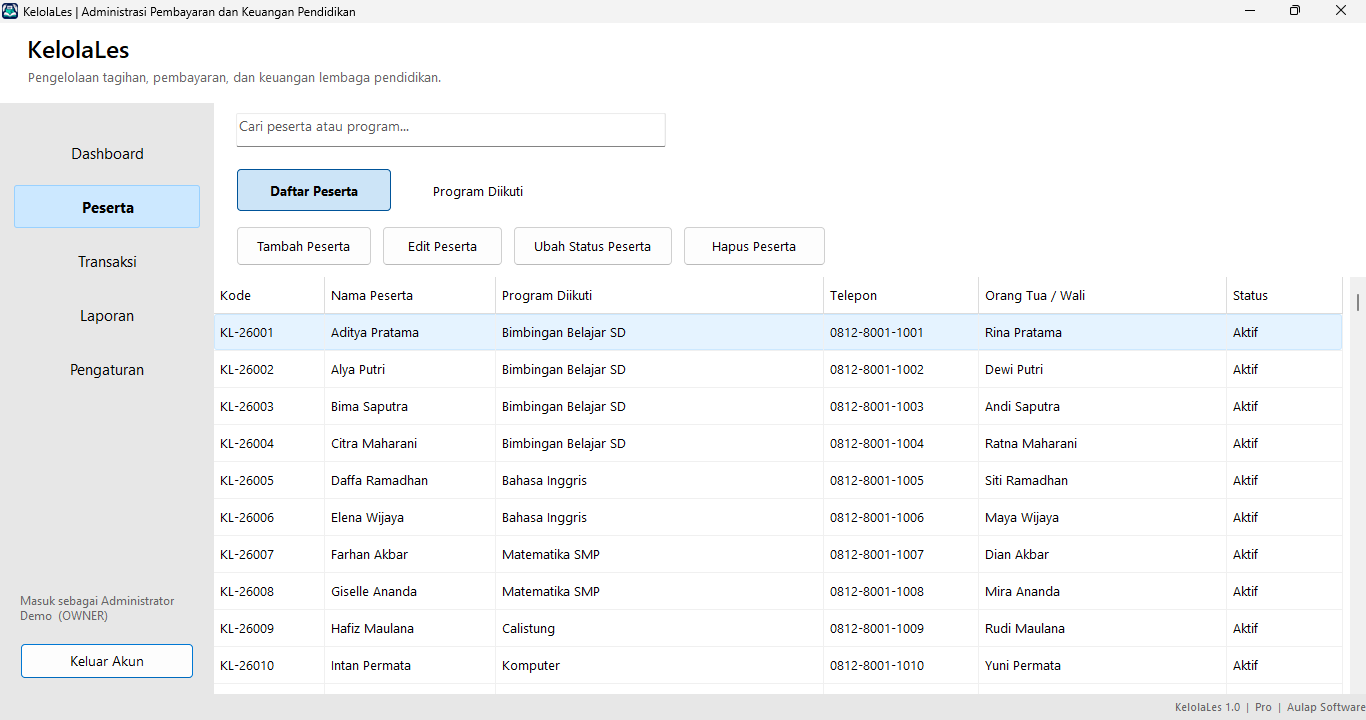 KelolaLes | Administrasi Pembayaran dan Keuangan Pendidikan
KelolaLes
Pengelolaan tagihan, pembayaran, dan keuangan lembaga pendidikan.
Dashboard
Peserta
Transaksi
Laporan
Pengaturan
Masuk sebagai Administrator
Demo (OWNER)
Keluar Akun
Cari peserta atau program...
Daftar Peserta Program Diikuti
Tambah Peserta Edit Peserta Ubah Status Peserta Hapus Peserta
Kode Nama Peserta Program Diikuti Telepon Orang Tua / Wali Status
KL-26001 Aditya Pratama Bimbingan Belajar SD 0812-8001-1001 Rina Pratama Aktif
KL-26002 Alya Putri Bimbingan Belajar SD 0812-8001-1002 Dewi Putri Aktif
KL-26003 Bima Saputra Bimbingan Belajar SD 0812-8001-1003 Andi Saputra Aktif
KL-26004 Citra Maharani Bimbingan Belajar SD 0812-8001-1004 Ratna Maharani Aktif
KL-26005 Daffa Ramadhan Bahasa Inggris 0812-8001-1005 Siti Ramadhan Aktif
KL-26006 Elena Wijaya Bahasa Inggris 0812-8001-1006 Maya Wijaya Aktif
KL-26007 Farhan Akbar Matematika SMP 0812-8001-1007 Dian Akbar Aktif
KL-26008 Giselle Ananda Matematika SMP 0812-8001-1008 Mira Ananda Aktif
KL-26009 Hafiz Maulana Calistung 0812-8001-1009 Rudi Maulana Aktif
KL-26010 Intan Permata Komputer 0812-8001-1010 Yuni Permata Aktif
KelolaLes 1.0 | Pro | Aulap Software